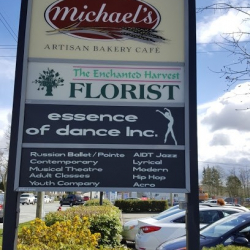 Michael's
ARTISAN BAKERY CAFÉ
The Enchanted Harvest
FLORIST
essence
of dance Inc.
Russian Ballet / Pointe AIDT Jazz
Contemporary Lyrical
Musical Theatre Modern
Adult Classes Hip Hop
Youth Company Acro